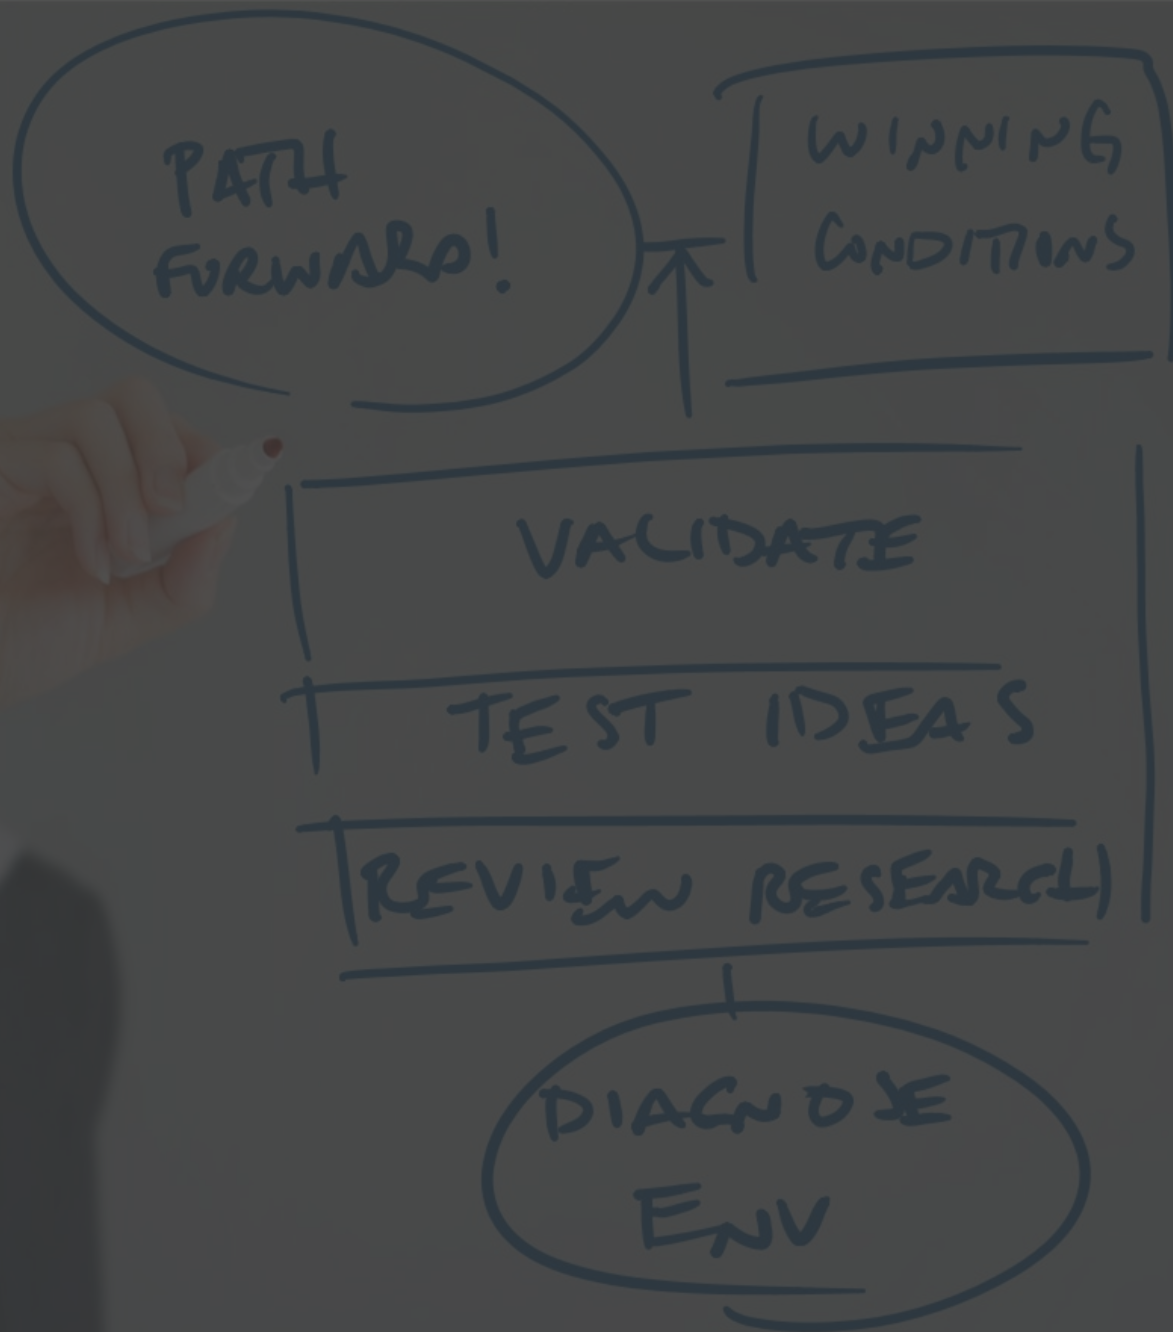 PATH
FORWARD!
WINNING
CONDITIONS
VALIDATE
TEST IDEAS
REVIEW RESEARCH
DIAGNOSE
ENV